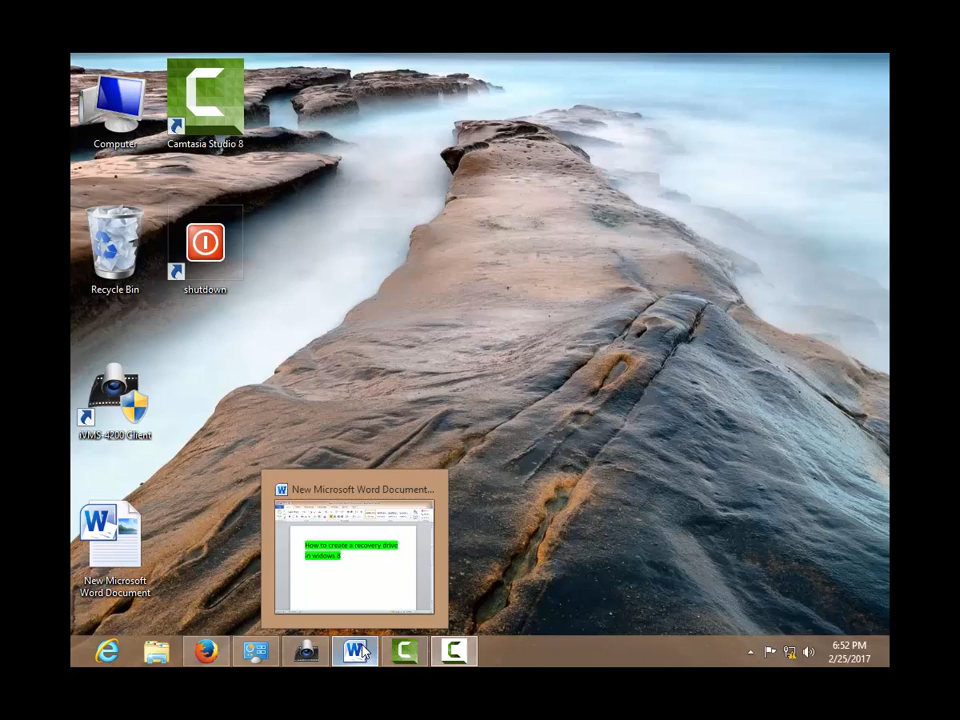 Computer
Camtasia Studio 8
Recycle Bin
shutdown
iVMS-4200 Client
New Microsoft
Word Document
New Microsoft Word Document...
How to create a recovery drive
in widows 8
6:52 PM
2/25/2017